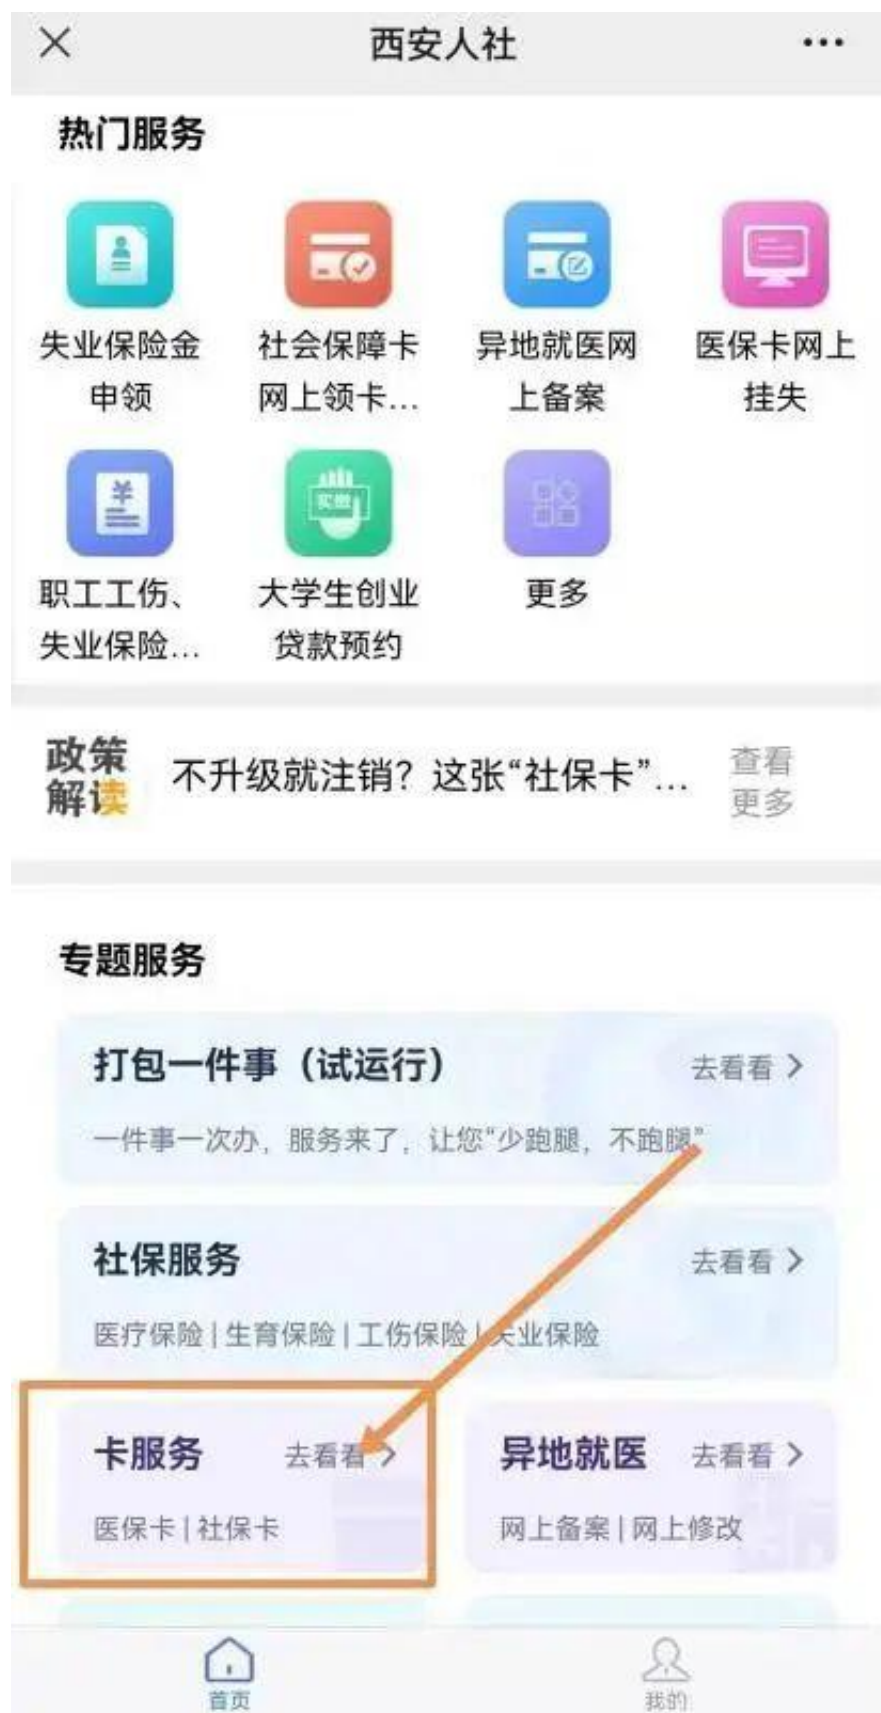 西安人社
热门服务
失业保险金
申领
社会保障卡
网上领卡...
异地就医网
上备案
医保卡网上
挂失
职工工伤、
失业保险...
实缴
大学生创业
贷款预约
更多
政策
解读
不升级就注销？这张“社保卡”...
查看
更多
专题服务
打包一件事（试运行）
去看看
一件事一次办，服务来了，让您“少跑腿，不跑腿”
社保服务
去看看
医疗保险|生育保险|工伤保险|失业保险
卡服务
去看看
医保卡|社保卡
异地就医
去看看
网上备案|网上修改
首页
我的